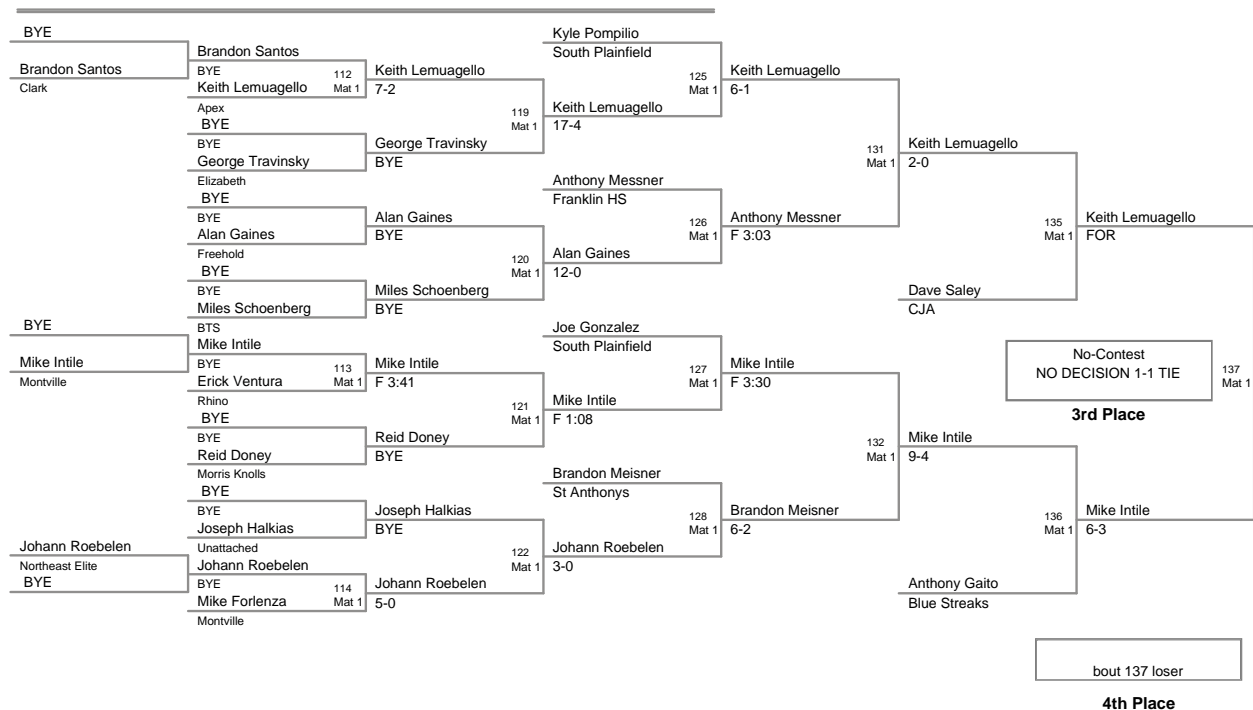 BYE
Brandon Santos
Clark
BYE
Mike Intile
Montville
Johann Roebelen
Northeast Elite
BYE
Brandon Santos
BYE
Keith Lemuagello
Apex
BYE
BYE
George Travinsky
Elizabeth
BYE
BYE
Alan Gaines
Freehold
BYE
BYE
Miles Schoenberg
BTS
Mike Intile
BYE
Erick Ventura
Rhino
BYE
BYE
Reid Doney
Morris Knolls
BYE
BYE
Joseph Halkias
Unattached
Johann Roebelen
BYE
Mike Forlenza
Montville
112
Mat 1
113
Mat 1
114
Mat 1
Keith Lemuagello
7-2
George Travinsky
BYE
Alan Gaines
BYE
Miles Schoenberg
BYE
Mike Intile
F 3:41
Reid Doney
BYE
Joseph Halkias
BYE
Johann Roebelen
5-0
119
Mat 1
120
Mat 1
121
Mat 1
122
Mat 1
Kyle Pompilio
South Plainfield
Keith Lemuagello
17-4
Anthony Messner
Franklin HS
Alan Gaines
12-0
Joe Gonzalez
South Plainfield
Mike Intile
F 1:08
Brandon Meisner
St Anthonys
Johann Roebelen
3-0
125
Mat 1
126
Mat 1
127
Mat 1
128
Mat 1
Keith Lemuagello
6-1
Anthony Messner
F 3:03
Mike Intile
F 3:30
Brandon Meisner
6-2
131
Mat 1
132
Mat 1
Keith Lemuagello
2-0
Dave Saley
CJA
Mike Intile
9-4
Anthony Gaito
Blue Streaks
135
Mat 1
136
Mat 1
Keith Lemuagello
FOR
Mike Intile
6-3
No-Contest
NO DECISION 1-1 TIE
3rd Place
137
Mat 1
bout 137 loser
4th Place